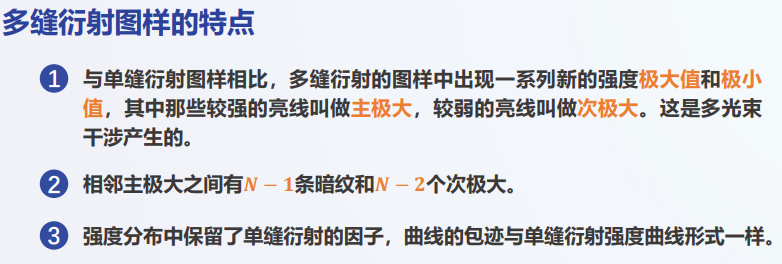 多缝衍射图样的特点
1 与单缝衍射图样相比，多缝衍射的图样中出现一系列新的强度极大值和极小
值，其中那些较强的亮线叫做主极大，较弱的亮线叫做次极大。这是多光束
干涉产生的。
2 相邻主极大之间有N − 1条暗纹和N − 2个次极大。
3 强度分布中保留了单缝衍射的因子，曲线的包迹与单缝衍射强度曲线形式一样。